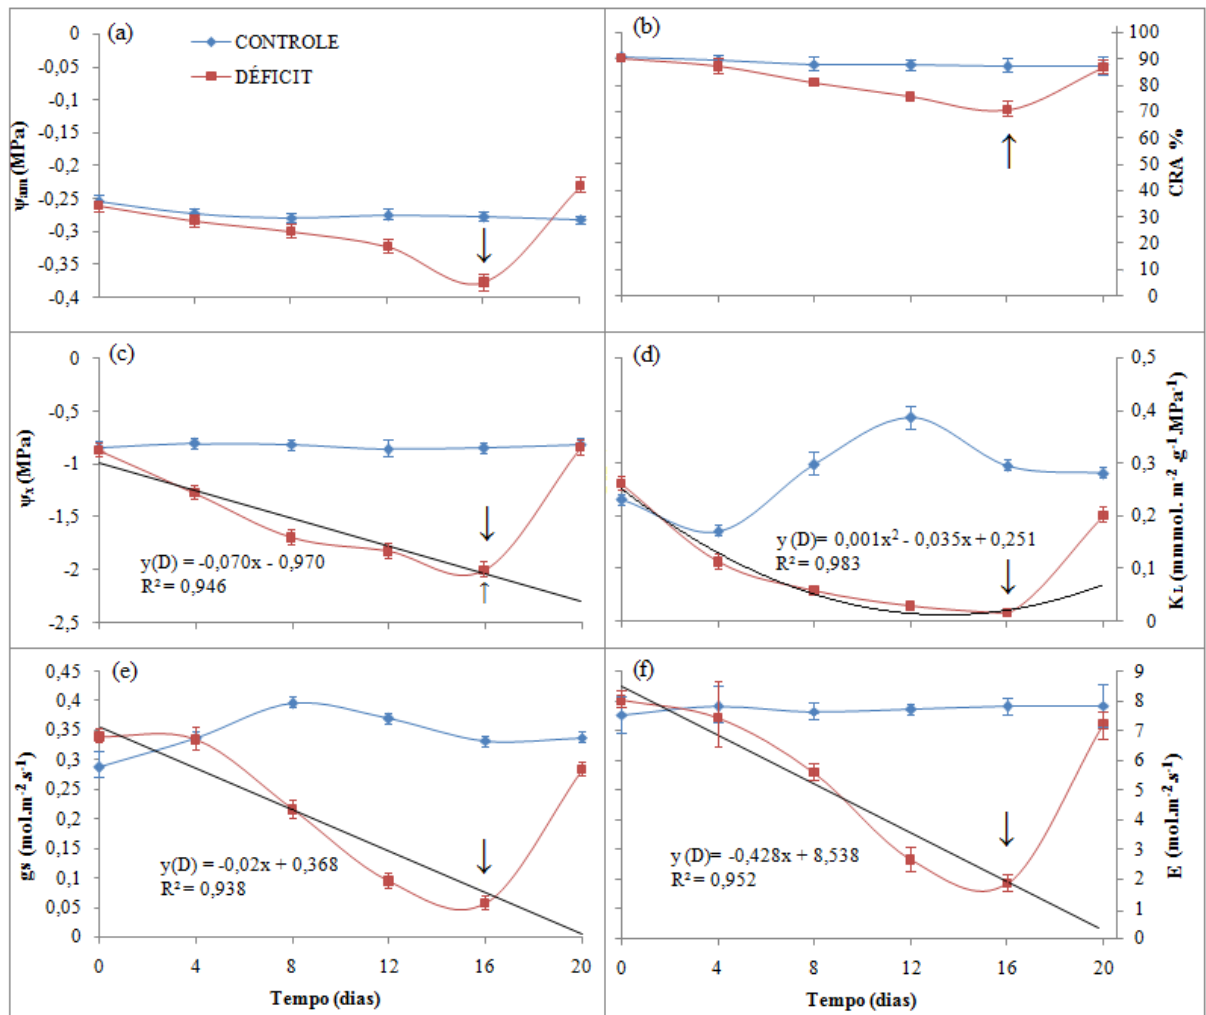 (a)
CONTROLE
DÉFICIT
0
-0,05
-0,1
-0,15
-0,2
-0,25
-0,3
-0,35
-0,4
ψam (MPa)
(b)
100
90
80
70
60
50
40
30
20
10
0
CRA %
(c)
0
-0,5
-1
-1,5
-2
-2,5
ψx (MPa)
y(D) = -0,070x - 0,970
R² = 0,946
(d)
0,5
0,4
0,3
0,2
0,1
0
KL (mmmol. m⁻² .g⁻¹.MPa⁻¹)
y (D)= 0,001x² - 0,035x + 0,251
R² = 0,983
(e)
0,45
0,4
0,35
0,3
0,25
0,2
0,15
0,1
0,05
0
gs (mol.m⁻².s⁻¹)
y(D) = -0,02x + 0,368
R² = 0,938
0 4 8 12 16 20
Tempo (dias)
(f)
9
8
7
6
5
4
3
2
1
0
E (mol.m⁻².s⁻¹)
y(D)= -0,428x + 8,538
R² = 0,952
0 4 8 12 16 20
Tempo (dias)